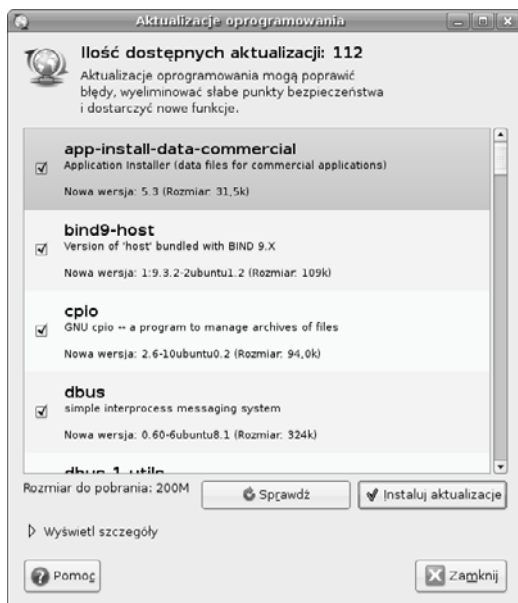 Aktualizacje oprogramowania
Ilość dostępnych aktualizacji: 112
Aktualizacje oprogramowania mogą poprawić
błędy, wyeliminować słabe punkty bezpieczeństwa
i dostarczyć nowe funkcje.
app-install-data-commercial
Application Installer (data files for commercial applications)
Nowa wersja: 5.3 (Rozmiar: 31,5k)
bind9-host
Version of 'host' bundled with BIND 9.X
Nowa wersja: 1:9.3.2-2ubuntu1.2 (Rozmiar: 109k)
cpio
GNU cpio -- a program to manage archives of files
Nowa wersja: 2.6-10ubuntu0.2 (Rozmiar: 94,0k)
dbus
simple interprocess messaging system
Nowa wersja: 0.60-6ubuntu8.1 (Rozmiar: 324k)
dbus-1-utils
Rozmiar do pobrania: 200M
Sprawdź
Instaluj aktualizacje
Wyświetl szczegóły
Pomoc
Zamknij